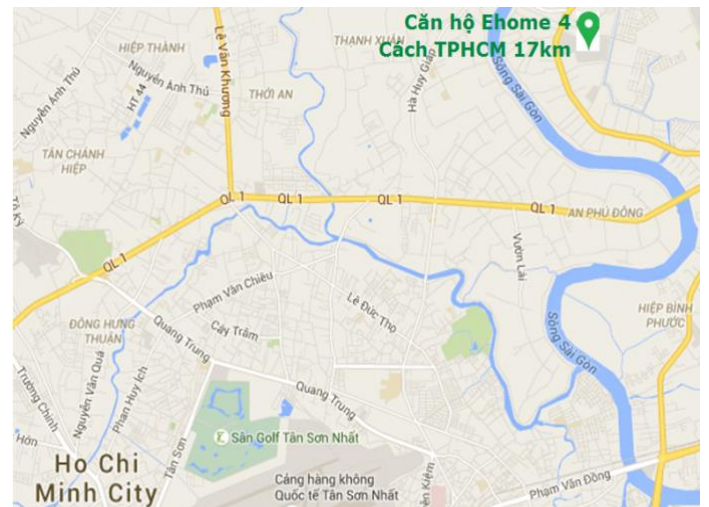 Căn hộ Ehome 4
Cách TPHCM 17km
HIỆP THÀNH
Lê Văn Khương
THẠNH XUÂN
Nguyễn Ảnh Thủ
Nguyễn Ảnh Thủ
HT 44
THỚI AN
Hà Huy Giáp
Sông Sài Gòn
TÂN CHÁNH
HIỆP
Tô Ký
QL 1
QL 1
QL 1
QL 1
AN PHÚ ĐÔNG
QL 1
Vườn Lài
Phạm Văn Chiêu
Lê Đức Thọ
HIỆP BÌNH
PHƯỚC
ĐÔNG HƯNG
THUẬN
Quang Trung
Cây Trâm
Sông Sài Gòn
Trường Chinh
Nguyễn Văn Quá
Phan Huy Ích
Quang Trung
Tân Sơn
Sân Golf Tân Sơn Nhất
Ho Chi
Minh City
Cảng hàng không
Quốc tế Tân Sơn Nhất
Kiệm
Phạm Văn Đồng